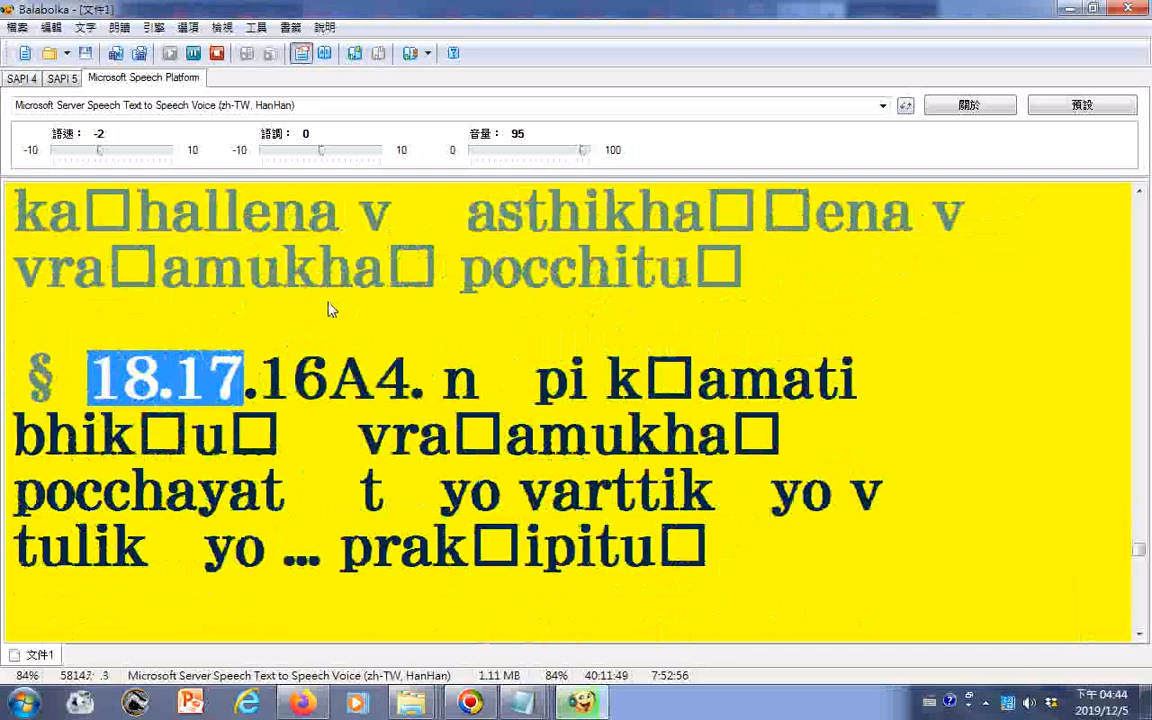 Balabolka - [文件1]
檔案 編輯 文字 朗讀 引擎 選項 檢視 工具 書籤 說明
SAPI 4 SAPI 5 Microsoft Speech Platform
Microsoft Server Speech Text to Speech Voice (zh-TW, HanHan) 關於 預設
語速： -2 語調： 0 音量： 95
-10 10 -10 10 0 100
ka□hallena v asthikha□□ena v
vra□amukha□ pocchitu□
§ 18.17.16A4. n pi k□amati
bhik□u□ vra□amukha□
pocchayat t yo varttik yo v
tulik yo ... prak□ipitu□
文件1
84% Microsoft Server Speech Text to Speech Voice (zh-TW, HanHan) 1.11 MB 84% 40:11:49 7:52:56
下午 04:44
2019/12/5